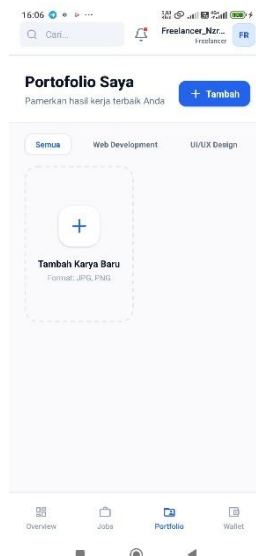 16:06
Cari...
Freelancer_Nzr...
Freelancer
FR
Portofolio Saya
Pamerkan hasil kerja terbaik Anda
+ Tambah
Semua
Web Development
UI/UX Design
Tambah Karya Baru
Format: JPG, PNG
Overview
Jobs
Portfolio
Wallet